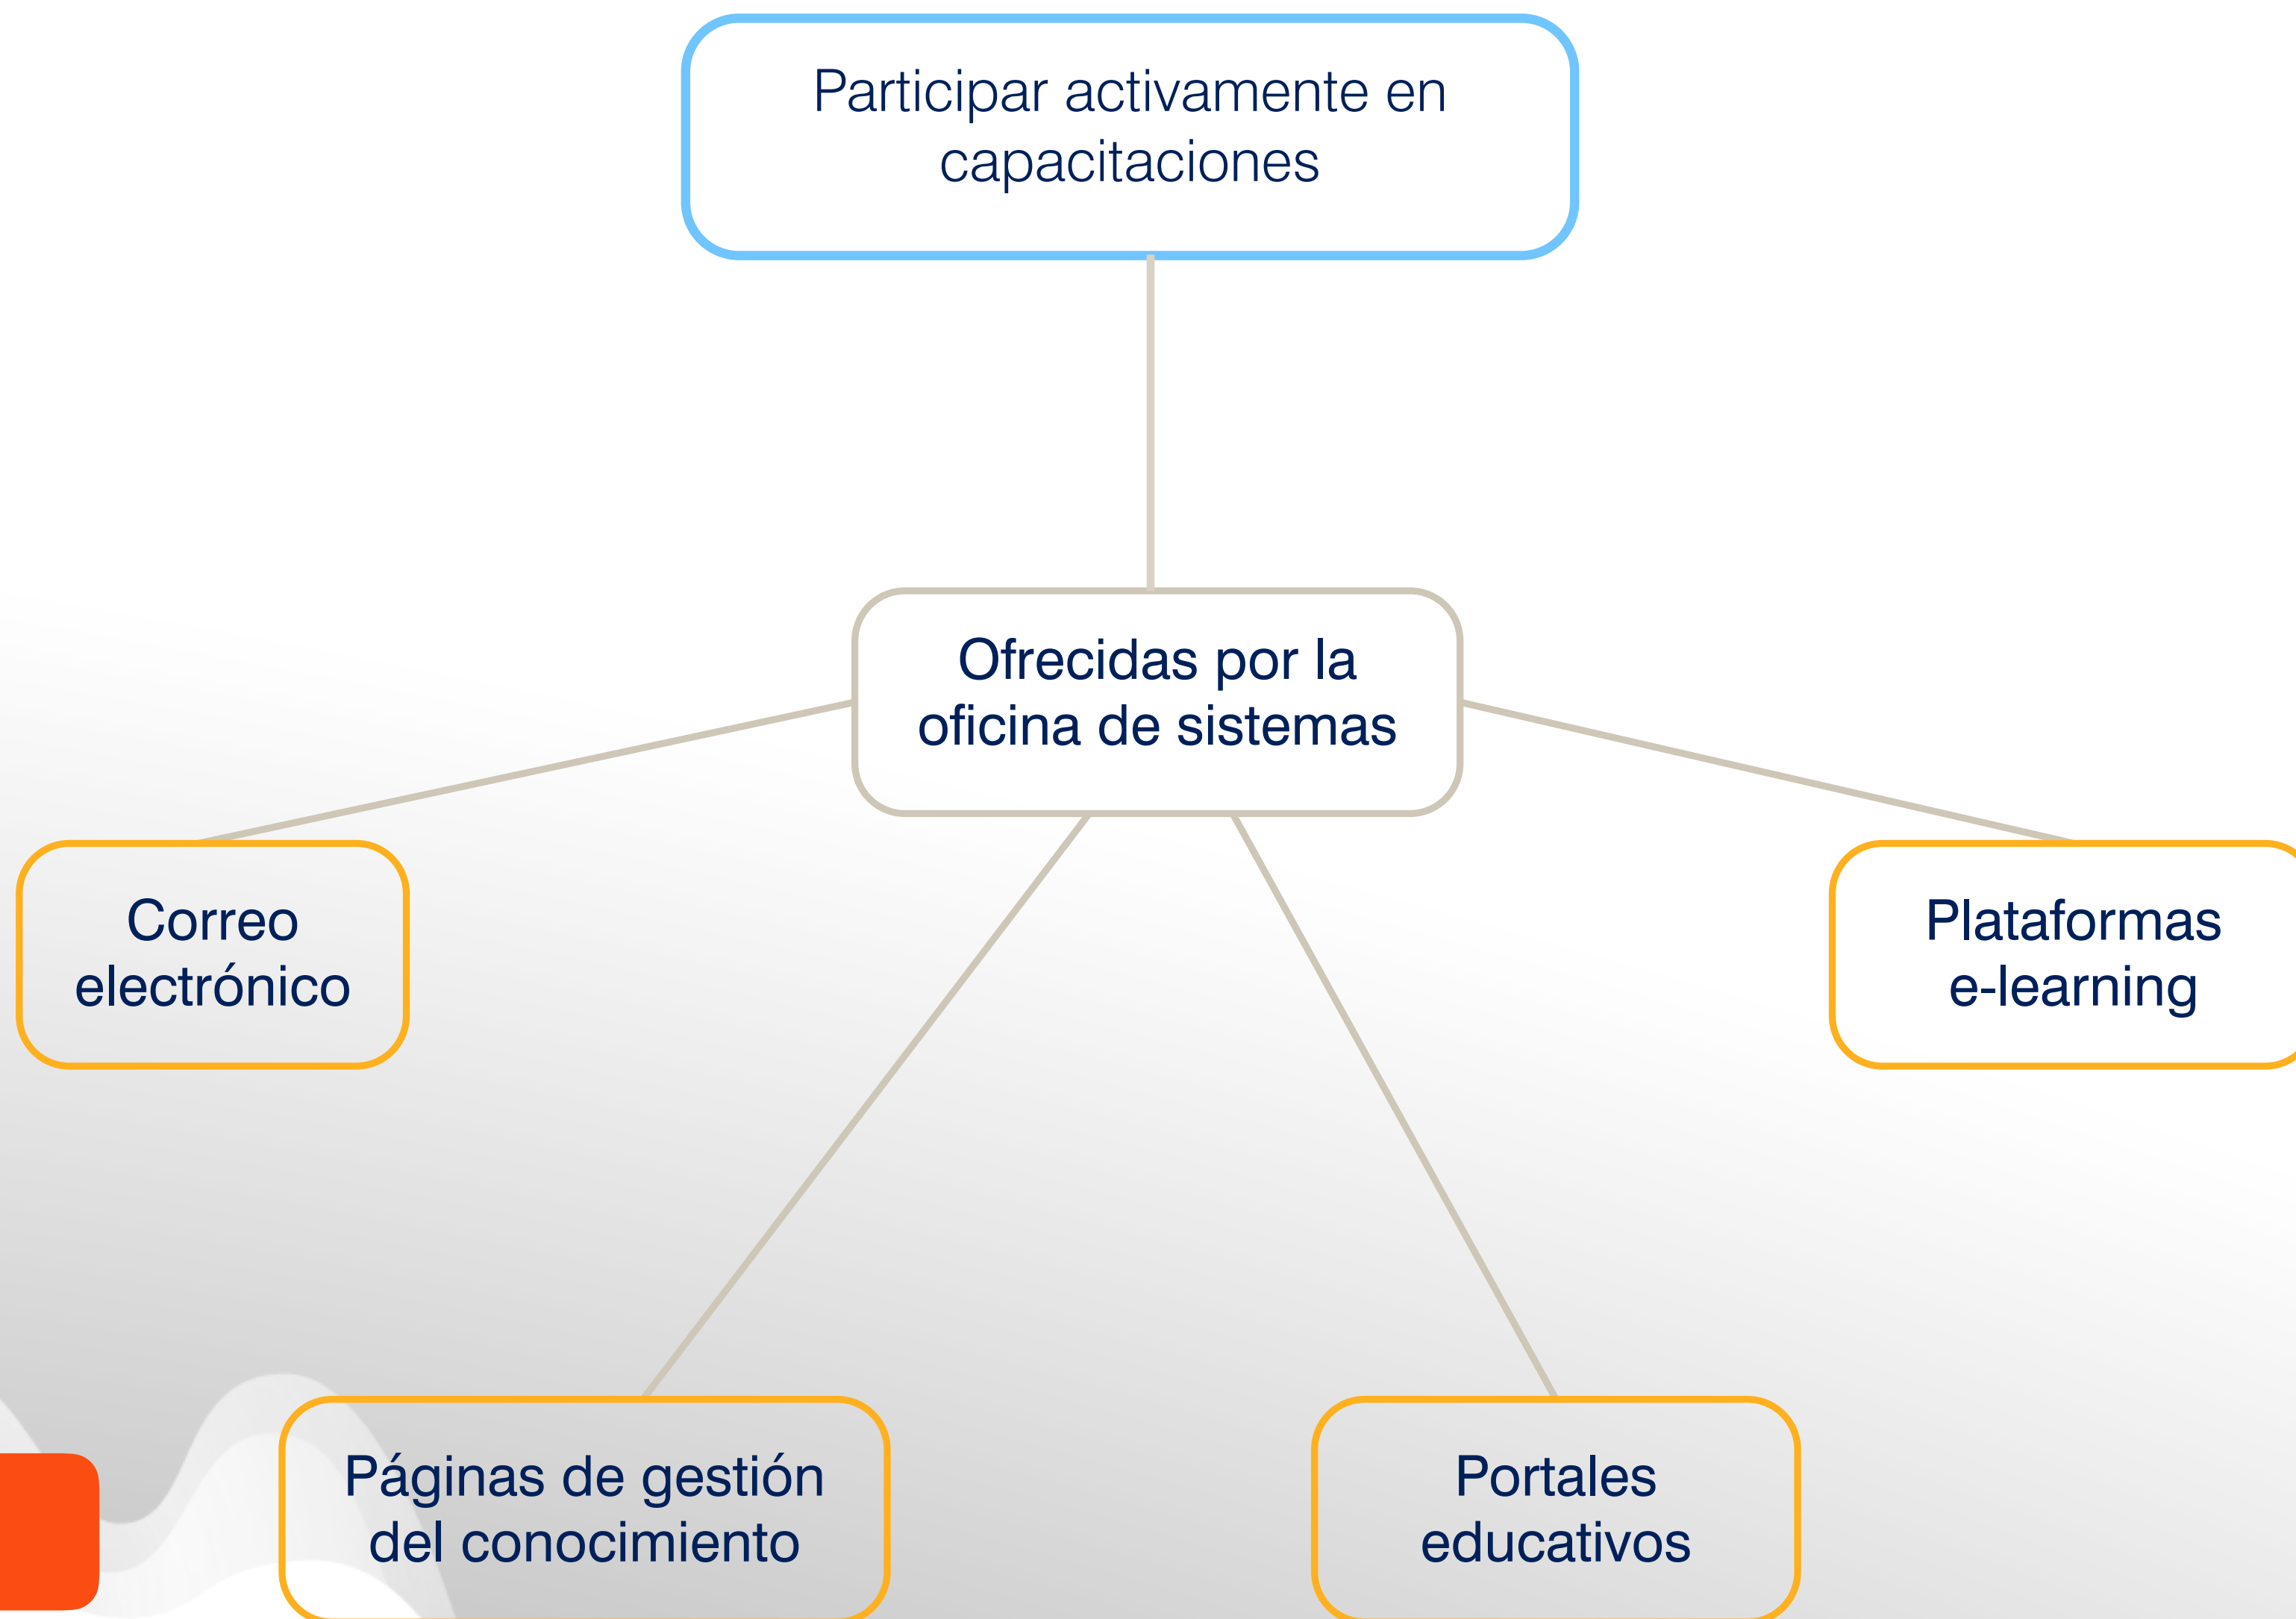 Participar activamente en
capacitaciones
Ofrecidas por la
oficina de sistemas
Correo
electrónico
Plataformas
e-learning
Páginas de gestión
del conocimiento
Portales
educativos